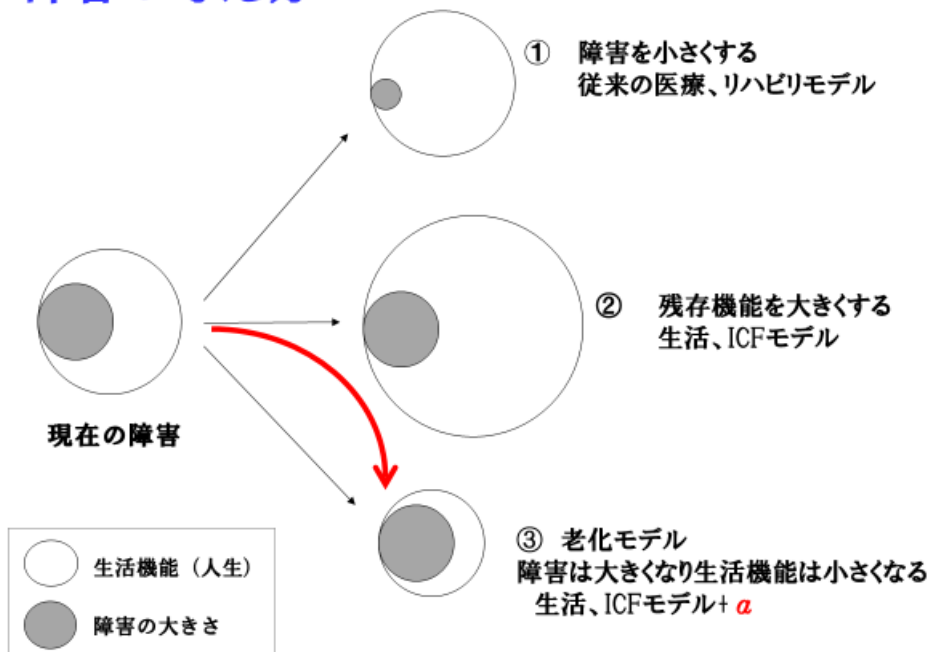 ① 障害を小さくする
従来の医療、リハビリモデル
② 残存機能を大きくする
生活、ICFモデル
現在の障害
③ 老化モデル
障害は大きくなり生活機能は小さくなる
生活、ICFモデル+a
生活機能（人生）
障害の大きさ